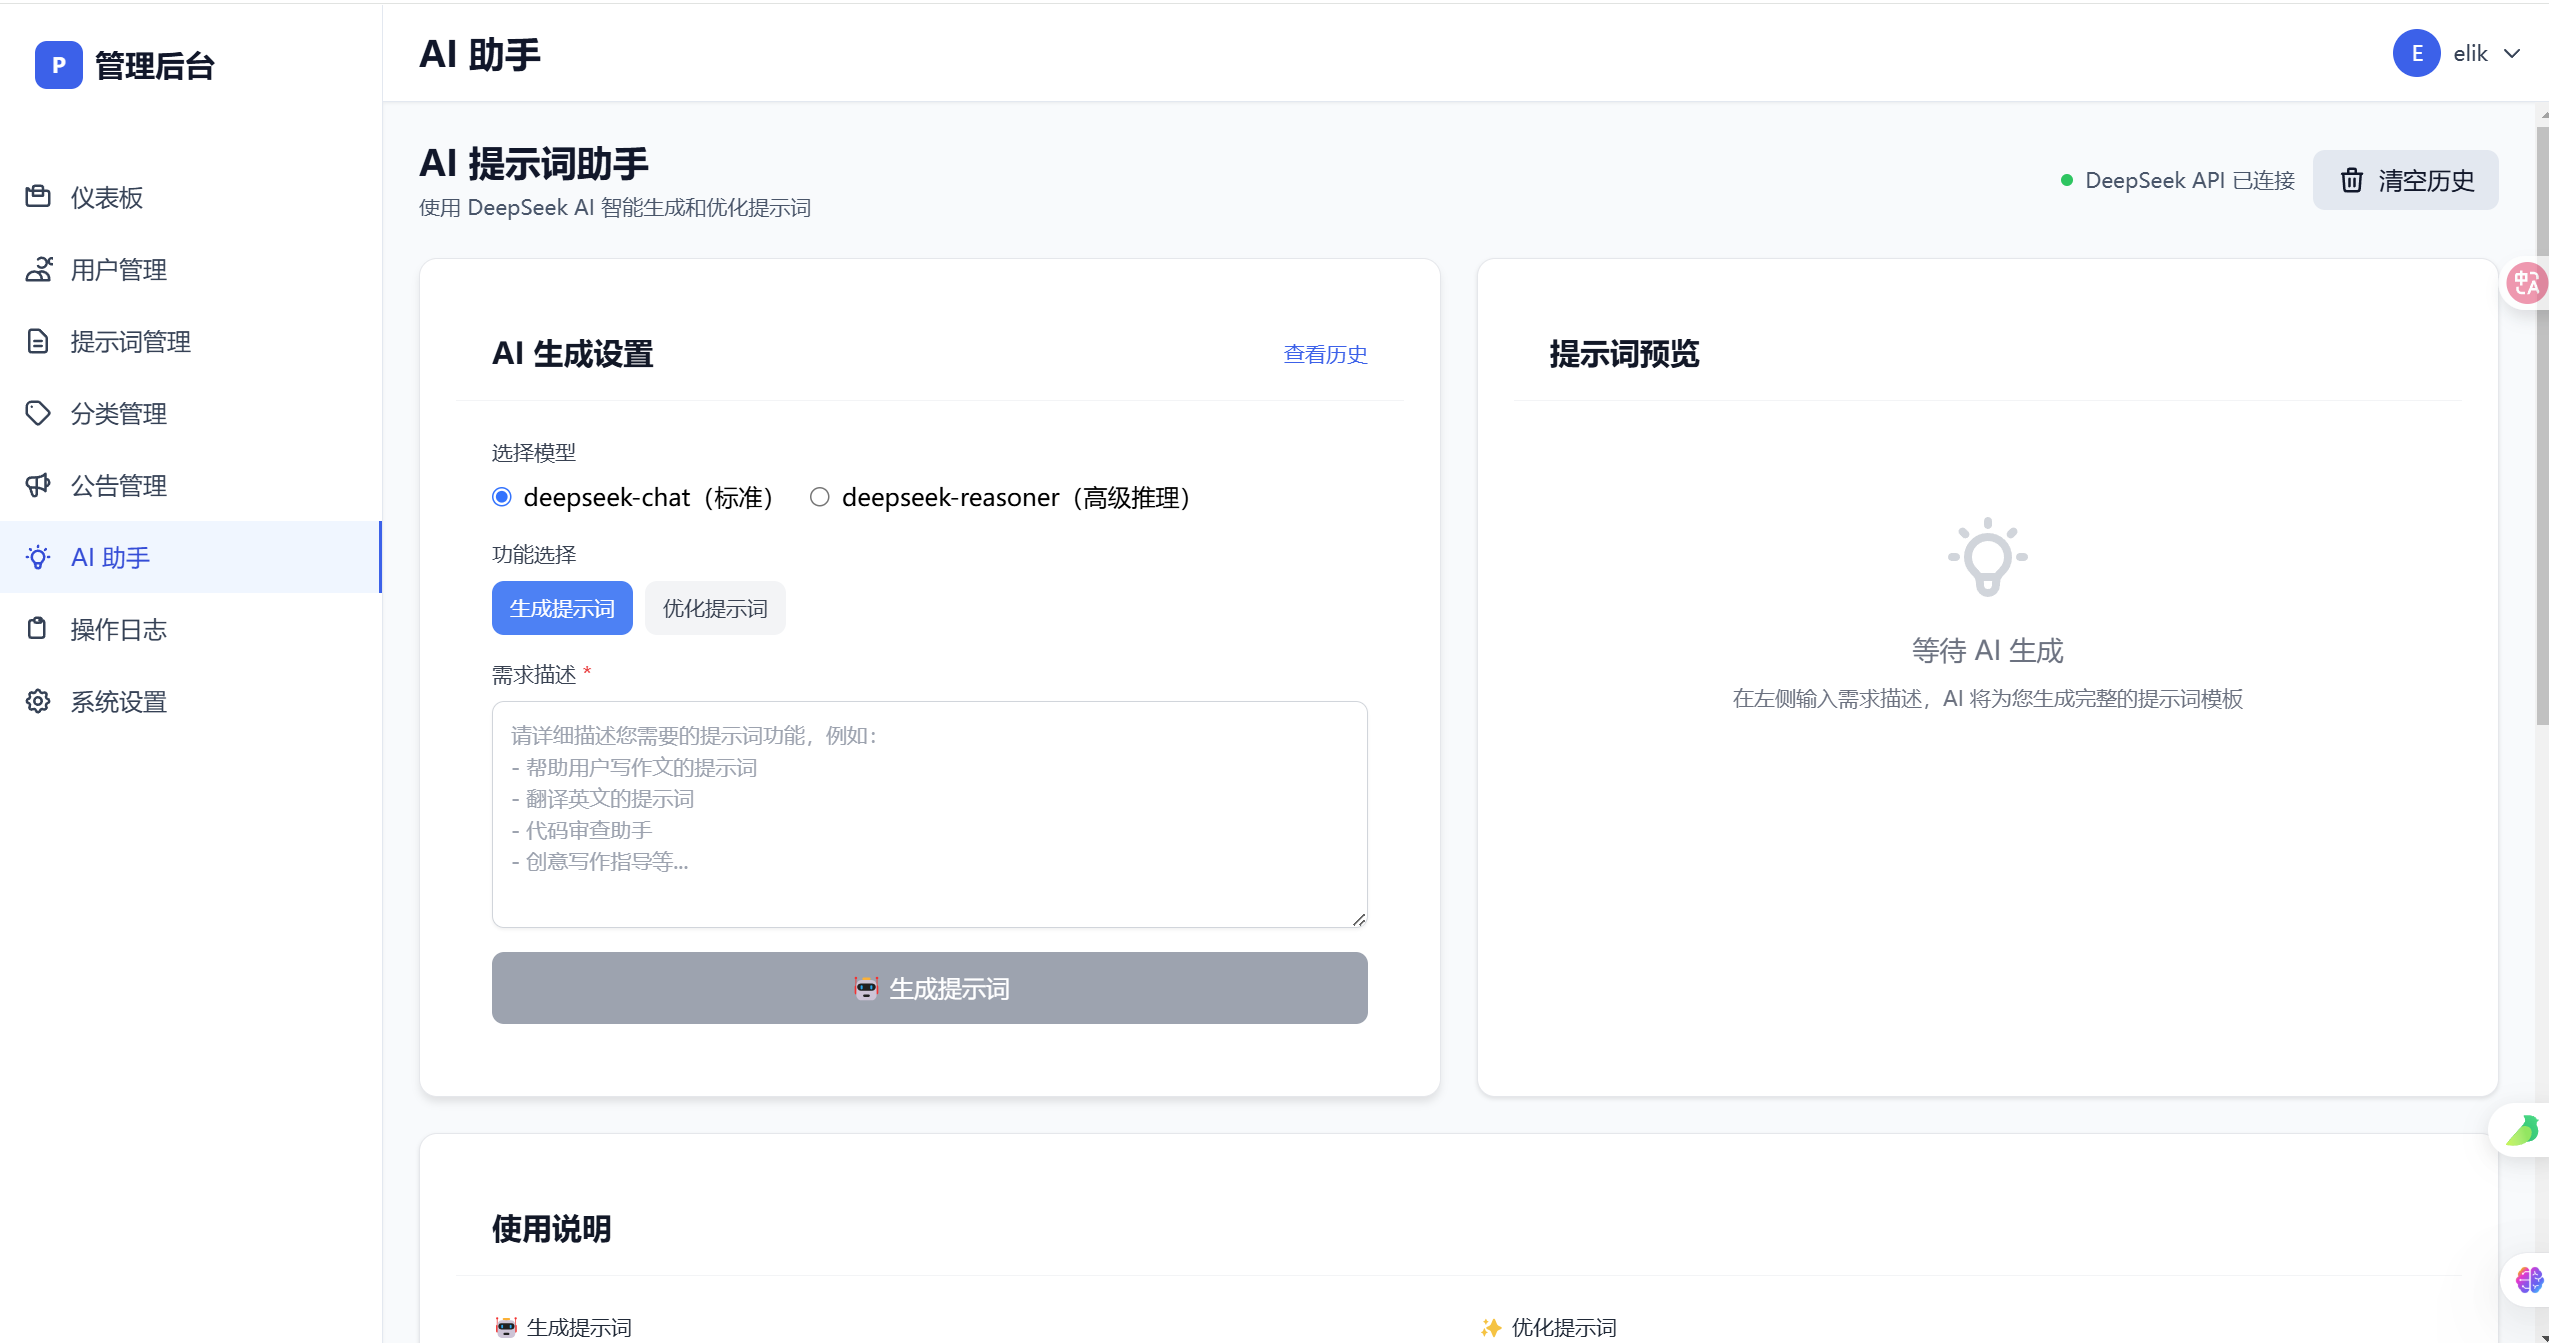 P 管理后台
仪表板
用户管理
提示词管理
分类管理
公告管理
AI 助手
操作日志
系统设置
AI 助手
E elik
AI 提示词助手
使用 DeepSeek AI 智能生成和优化提示词
DeepSeek API 已连接
清空历史
AI 生成设置
查看历史
选择模型
deepseek-chat（标准） deepseek-reasoner（高级推理）
功能选择
生成提示词 优化提示词
需求描述 *
请详细描述您需要的提示词功能，例如：
- 帮助用户写作文的提示词
- 翻译英文的提示词
- 代码审查助手
- 创意写作指导等...
生成提示词
提示词预览
等待 AI 生成
在左侧输入需求描述，AI 将为您生成完整的提示词模板
中A
使用说明
生成提示词
优化提示词